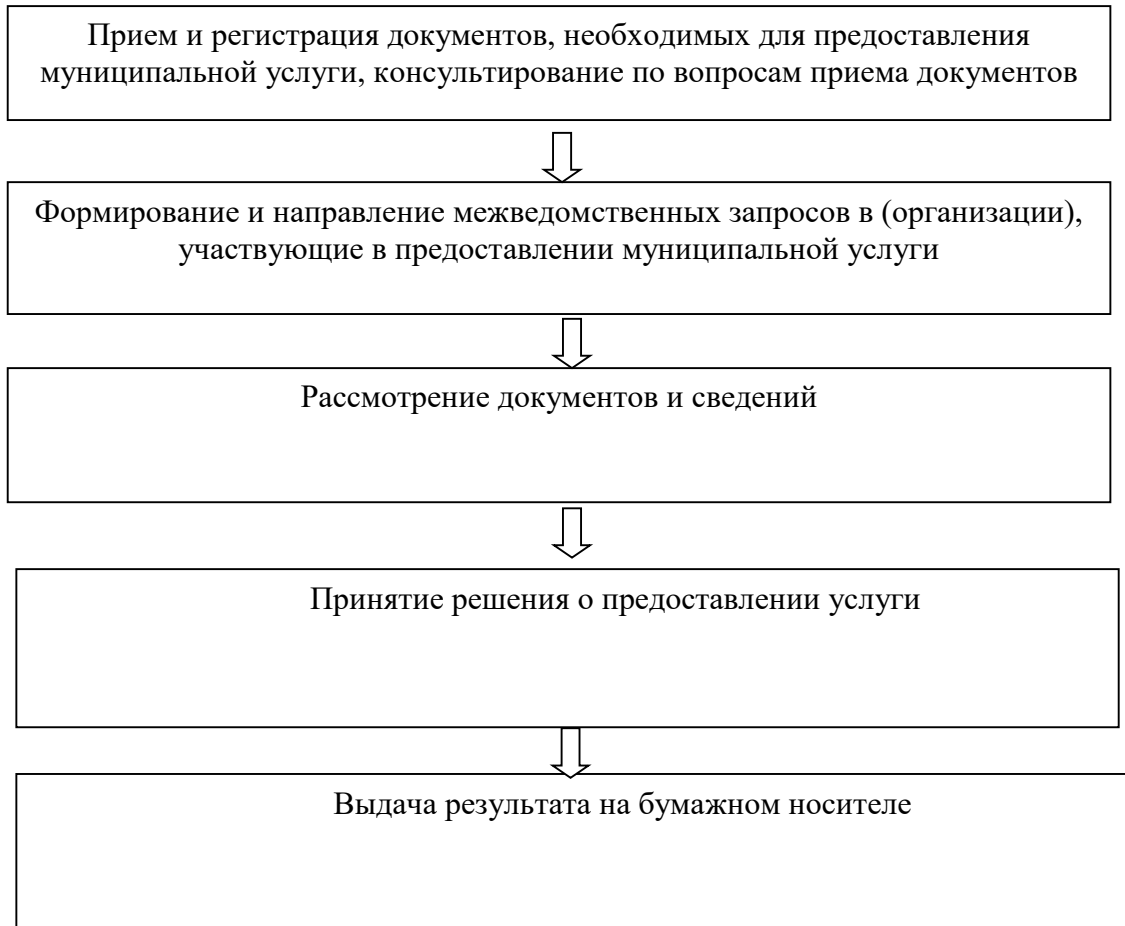 Прием и регистрация документов, необходимых для предоставления
муниципальной услуги, консультирование по вопросам приема документов
Формирование и направление межведомственных запросов в (организации),
участвующие в предоставлении муниципальной услуги
Рассмотрение документов и сведений
Принятие решения о предоставлении услуги
Выдача результата на бумажном носителе